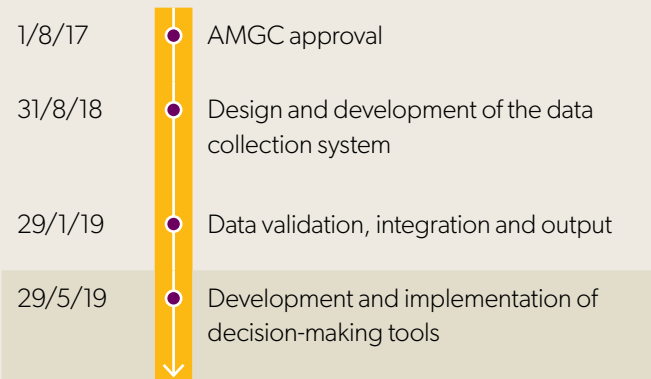 1/8/17 AMGC approval
31/8/18 Design and development of the data
collection system
29/1/19 Data validation, integration and output
29/5/19 Development and implementation of
decision-making tools